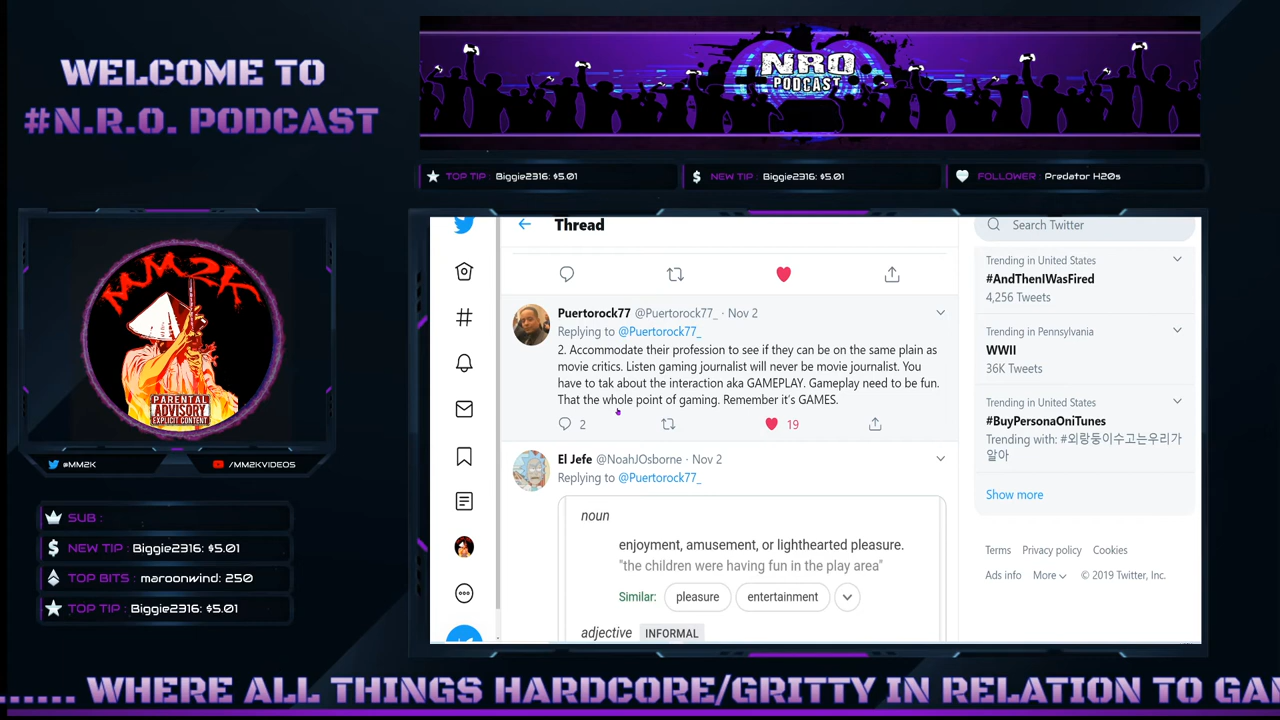 WELCOME TO
#N.R.O. PODCAST
NRO
PODCAST
TOP TIP : Biggie2316: $5.01
NEW TIP : Biggie2316: $5.01
FOLLOWER : Predator H20s
MM2K
PARENTAL
ADVISORY
EXPLICIT CONTENT
@MM2K
/MM2KVIDEOS
SUB :
NEW TIP : Biggie2316: $5.01
TOP BITS : maroonwind: 250
TOP TIP : Biggie2316: $5.01
Thread
Puertorock77 @Puertorock77_ · Nov 2
Replying to @Puertorock77_
2. Accommodate their profession to see if they can be on the same plain as
movie critics. Listen gaming journalist will never be movie journalist. You
have to tak about the interaction aka GAMEPLAY. Gameplay need to be fun.
That the whole point of gaming. Remember it's GAMES.
2
19
El Jefe @NoahJOsborne · Nov 2
Replying to @Puertorock77_
noun
enjoyment, amusement, or lighthearted pleasure.
"the children were having fun in the play area"
Similar: pleasure entertainment
adjective INFORMAL
Search Twitter
Trending in United States
#AndThenIWasFired
4,256 Tweets
Trending in Pennsylvania
WWII
36K Tweets
Trending in United States
#BuyPersonaOniTunes
Trending with: #외랑둥이수고는우리가
알아
Show more
Terms Privacy policy Cookies
Ads info More © 2019 Twitter, Inc.
...... WHERE ALL THINGS HARDCORE/GRITTY IN RELATION TO GA